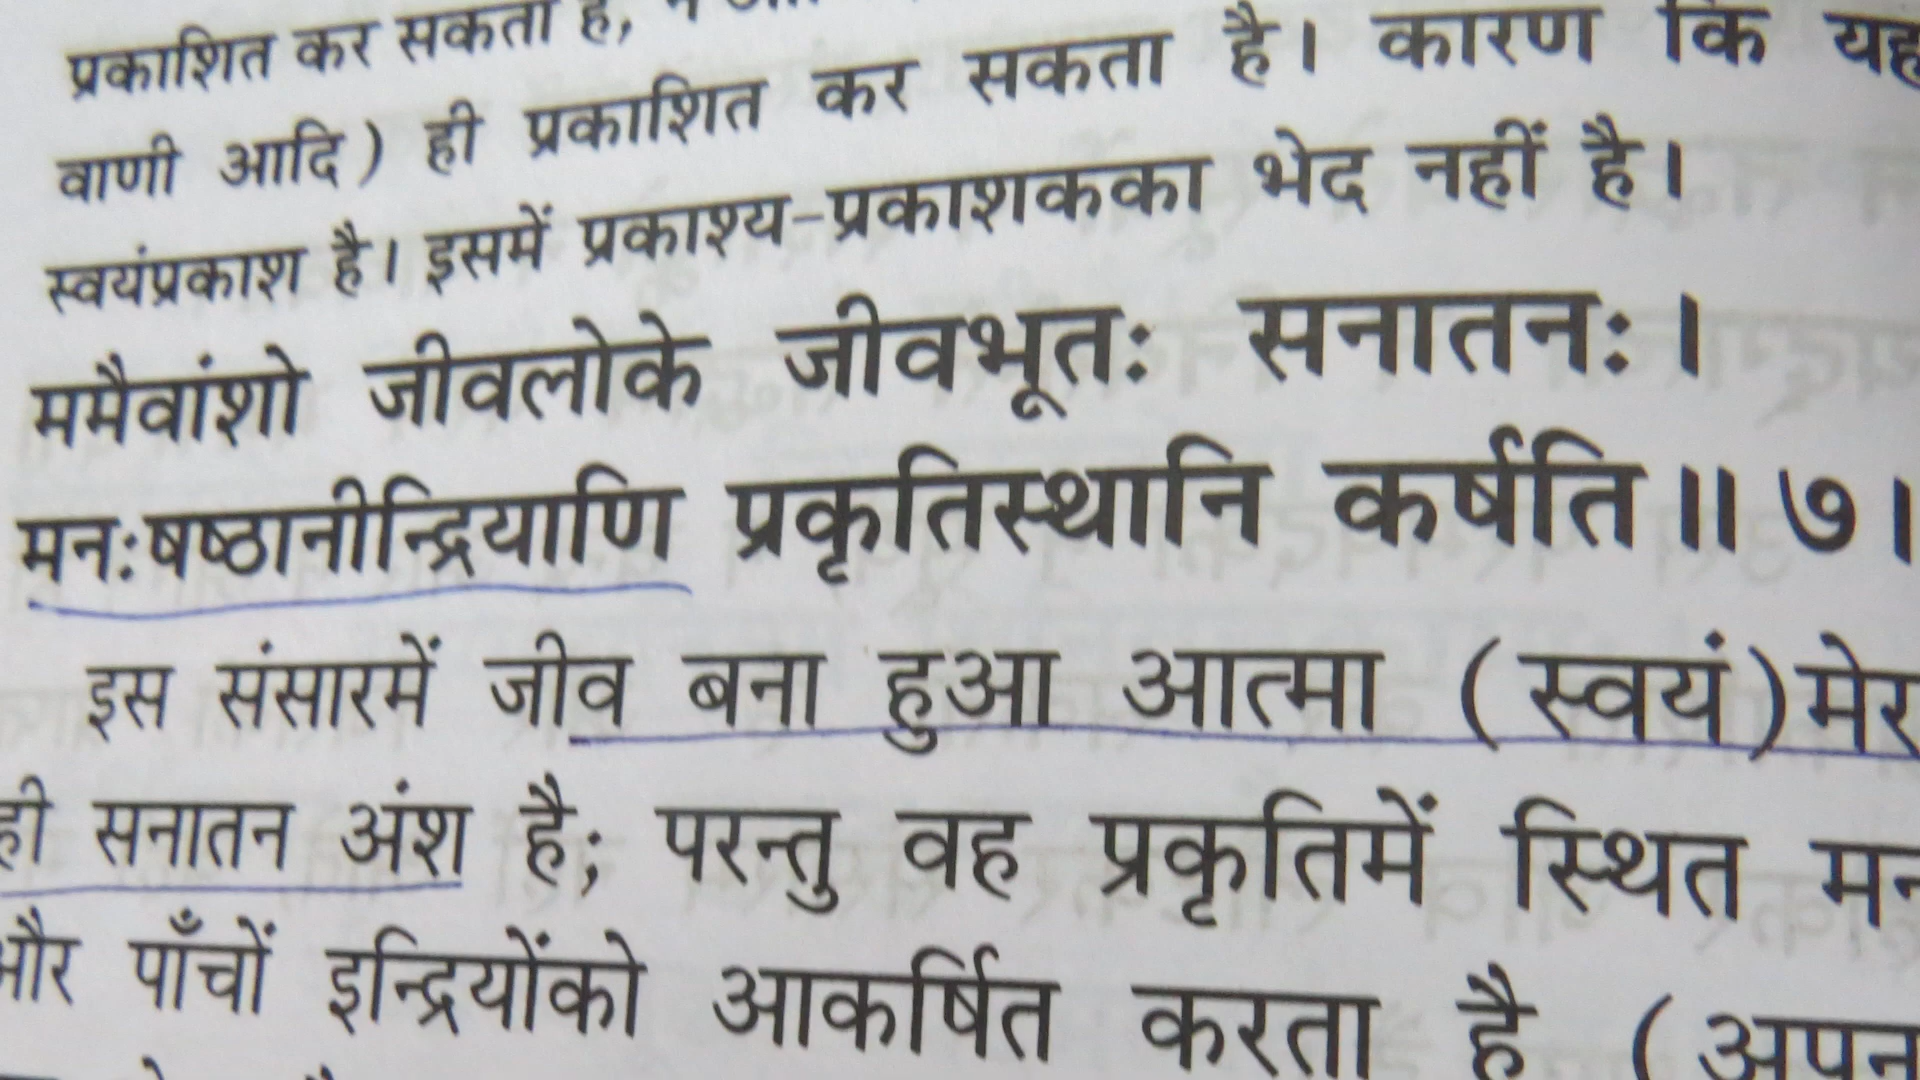 प्रकाशित कर सकता है,
वाणी आदि) ही प्रकाशित कर सकता है। कारण कि यह
स्वयंप्रकाश है। इसमें प्रकाश्य-प्रकाशकका भेद नहीं है।
ममैवांशो जीवलोके जीवभूतः सनातनः।
मनःषष्ठानीन्द्रियाणि प्रकृतिस्थानि कर्षति॥ ७।
इस संसारमें जीव बना हुआ आत्मा (स्वयं) मेर
ही सनातन अंश है; परन्तु वह प्रकृतिमें स्थित मन
और पाँचों इन्द्रियोंको आकर्षित करता है (अपन